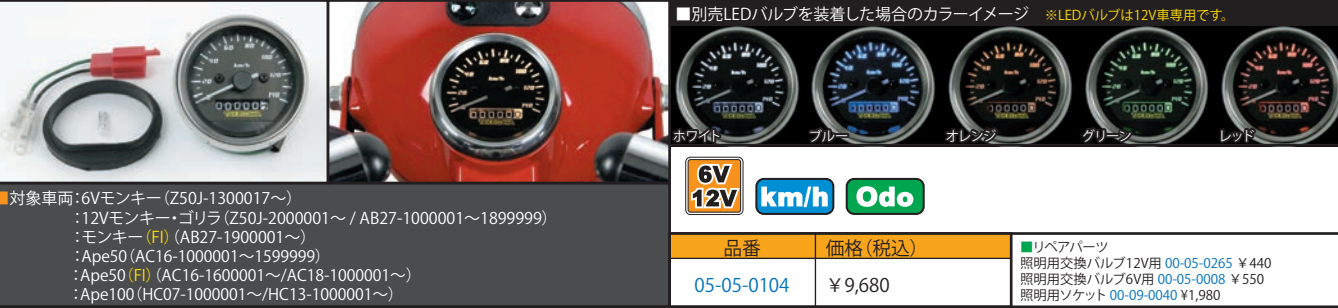 ■別売LEDバルブを装着した場合のカラーイメージ ※LEDバルブは12V車専用です。
ホワイト
ブルー
オレンジ
グリーン
レッド
■対象車両:6Vモンキー(Z50J-1300017~)
:12Vモンキー・ゴリラ(Z50J-2000001~ / AB27-1000001~1899999)
:モンキー(FI)(AB27-1900001~)
:Ape50(AC16-1000001~1599999)
:Ape50(FI)(AC16-1600001~/AC18-1000001~)
:Ape100(HC07-1000001~/HC13-1000001~)
6V
12V
km/h
Odo
品番
価格(税込)
05-05-0104
¥9,680
■リペアパーツ
照明用交換バルブ12V用 00-05-0265 ¥440
照明用交換バルブ6V用 00-05-0008 ¥550
照明用ソケット 00-09-0040 ¥1,980